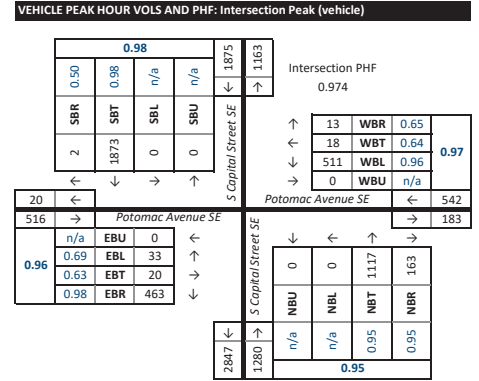 VEHICLE PEAK HOUR VOLS AND PHF: Intersection Peak (vehicle)
0.98
0.50 0.98 n/a n/a
SBR SBT SBL SBU
2 1873 0 0
← ↓ → ↑
1875 1163
↓ ↑
S Capital Street SE
Intersection PHF
0.974
↑ 13 WBR 0.65
← 18 WBT 0.64
↓ 511 WBL 0.96
→ 0 WBU n/a
0.97
20 ←
Potomac Avenue SE
← 542
516 →
Potomac Avenue SE
→ 183
0.96
n/a EBU 0 ←
0.69 EBL 33 ↑
0.63 EBT 20 →
0.98 EBR 463 ↓
S Capital Street SE
↓ ← ↑ →
0 0 1117 163
NBU NBL NBT NBR
n/a n/a 0.95 0.95
0.95
↓ ↑
2847 1280